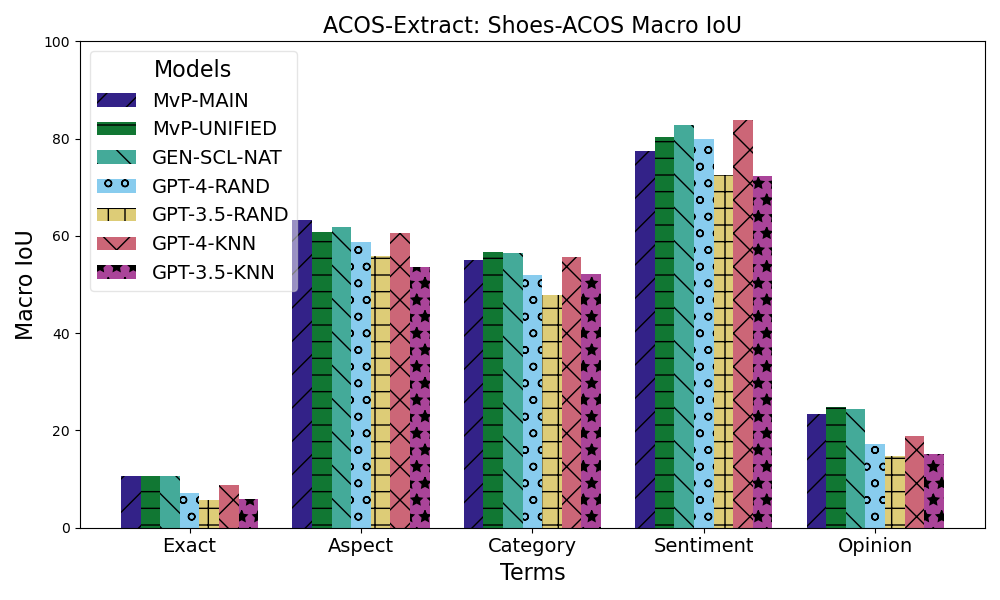 ACOS-Extract: Shoes-ACOS Macro IoU
Macro IoU
100
80
60
40
20
0
Models
MvP-MAIN
MvP-UNIFIED
GEN-SCL-NAT
GPT-4-RAND
GPT-3.5-RAND
GPT-4-KNN
GPT-3.5-KNN
Exact Aspect Category Sentiment Opinion
Terms